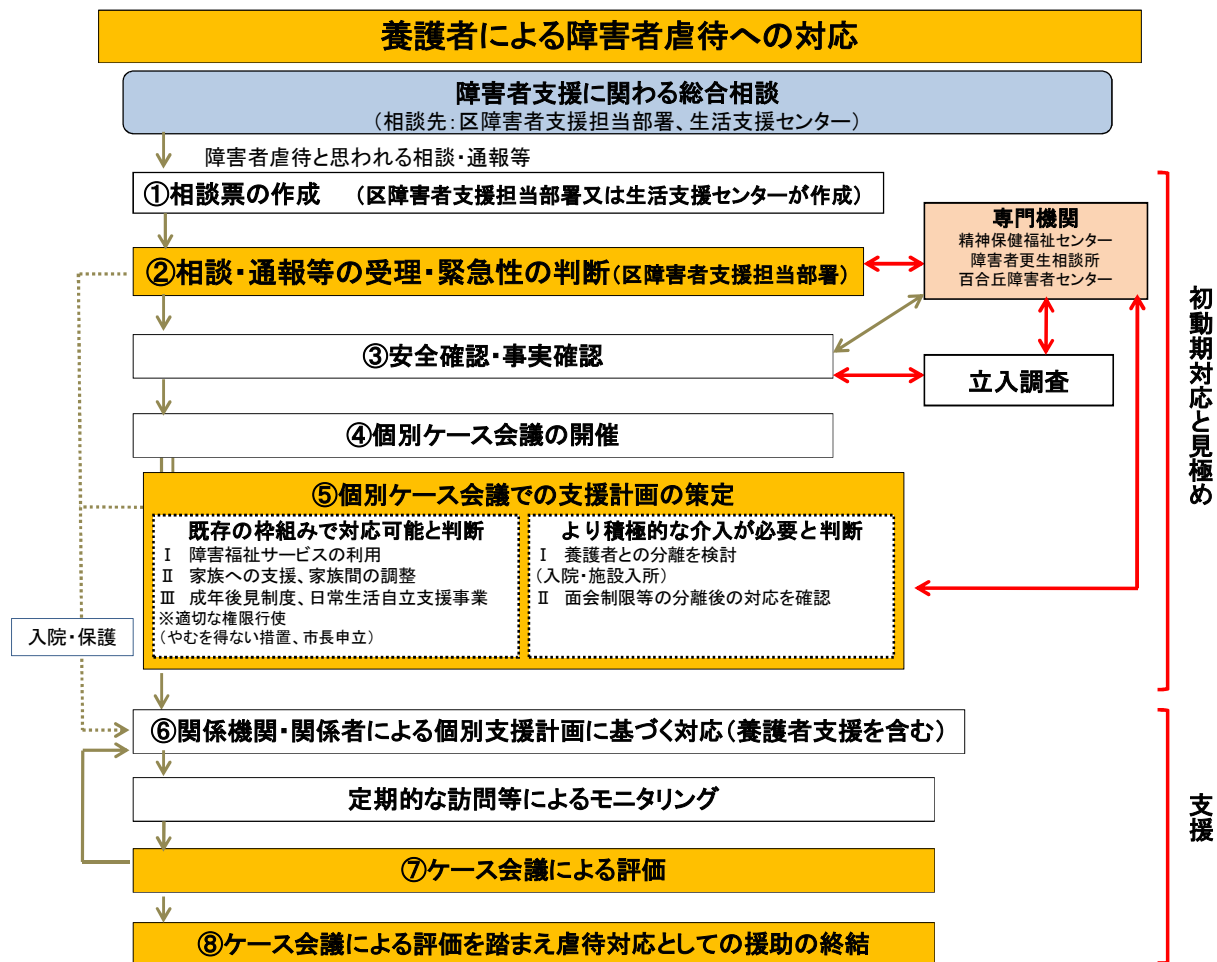 養護者による障害者虐待への対応
障害者支援に関わる総合相談
（相談先：区障害者支援担当部署、生活支援センター）
障害者虐待と思われる相談・通報等
①相談票の作成　（区障害者支援担当部署又は生活支援センターが作成）
専門機関
精神保健福祉センター
障害者更生相談所
百合丘障害者センター
②相談・通報等の受理・緊急性の判断（区障害者支援担当部署）
③安全確認・事実確認
立入調査
④個別ケース会議の開催
⑤個別ケース会議での支援計画の策定
既存の枠組みで対応可能と判断
Ⅰ　障害福祉サービスの利用
Ⅱ　家族への支援、家族間の調整
Ⅲ　成年後見制度、日常生活自立支援事業
※適切な権限行使
（やむを得ない措置、市長申立）
より積極的な介入が必要と判断
Ⅰ　養護者との分離を検討
（入院・施設入所）
Ⅱ　面会制限等の分離後の対応を確認
入院・保護
初動期対応と見極め
⑥関係機関・関係者による個別支援計画に基づく対応（養護者支援を含む）
定期的な訪問等によるモニタリング
⑦ケース会議による評価
⑧ケース会議による評価を踏まえ虐待対応としての援助の終結
支援